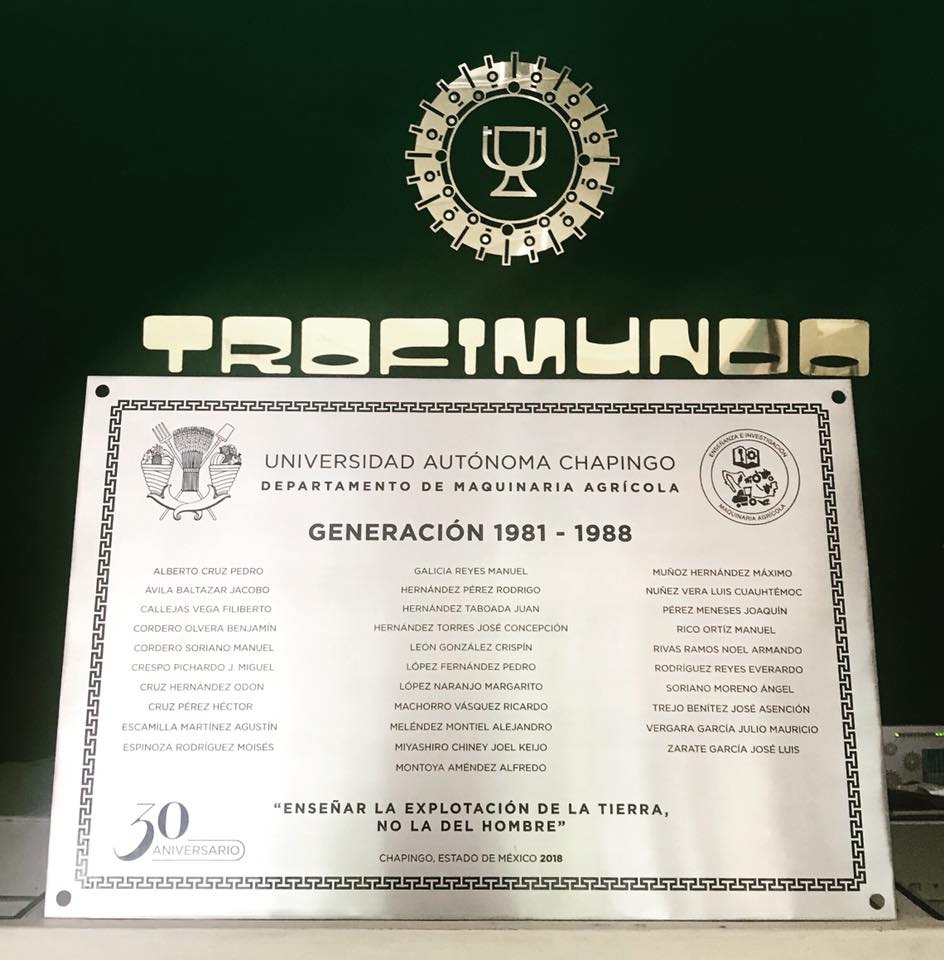 TROFIMUNDO
UNIVERSIDAD AUTÓNOMA CHAPINGO
DEPARTAMENTO DE MAQUINARIA AGRÍCOLA
ENSEÑANZA E INVESTIGACIÓN
MAQUINARIA AGRÍCOLA
GENERACIÓN 1981 - 1988
ALBERTO CRUZ PEDRO
ÁVILA BALTAZAR JACOBO
CALLEJAS VEGA FILIBERTO
CORDERO OLVERA BENJAMÍN
CORDERO SORIANO MANUEL
CRESPO PICHARDO J. MIGUEL
CRUZ HERNÁNDEZ ODÓN
CRUZ PÉREZ HÉCTOR
ESCAMILLA MARTÍNEZ AGUSTÍN
ESPINOZA RODRÍGUEZ MOISÉS
GALICIA REYES MANUEL
HERNÁNDEZ PÉREZ RODRIGO
HERNÁNDEZ TABOADA JUAN
HERNÁNDEZ TORRES JOSÉ CONCEPCIÓN
LEÓN GONZÁLEZ CRISPÍN
LÓPEZ FERNÁNDEZ PEDRO
LÓPEZ NARANJO MARGARITO
MACHORRO VÁSQUEZ RICARDO
MELÉNDEZ MONTIEL ALEJANDRO
MIYASHIRO CHINEY JOEL KEIJO
MONTOYA AMÉNDEZ ALFREDO
MUÑOZ HERNÁNDEZ MÁXIMO
NUÑEZ VERA LUIS CUAUHTÉMOC
PÉREZ MENESES JOAQUÍN
RICO ORTÍZ MANUEL
RIVAS RAMOS NOEL ARMANDO
RODRÍGUEZ REYES EVERARDO
SORIANO MORENO ÁNGEL
TREJO BENÍTEZ JOSÉ ASENCIÓN
VERGARA GARCÍA JULIO MAURICIO
ZARATE GARCÍA JOSÉ LUIS
30
ANIVERSARIO
“ENSEÑAR LA EXPLOTACIÓN DE LA TIERRA,
NO LA DEL HOMBRE”
CHAPINGO, ESTADO DE MÉXICO 2018